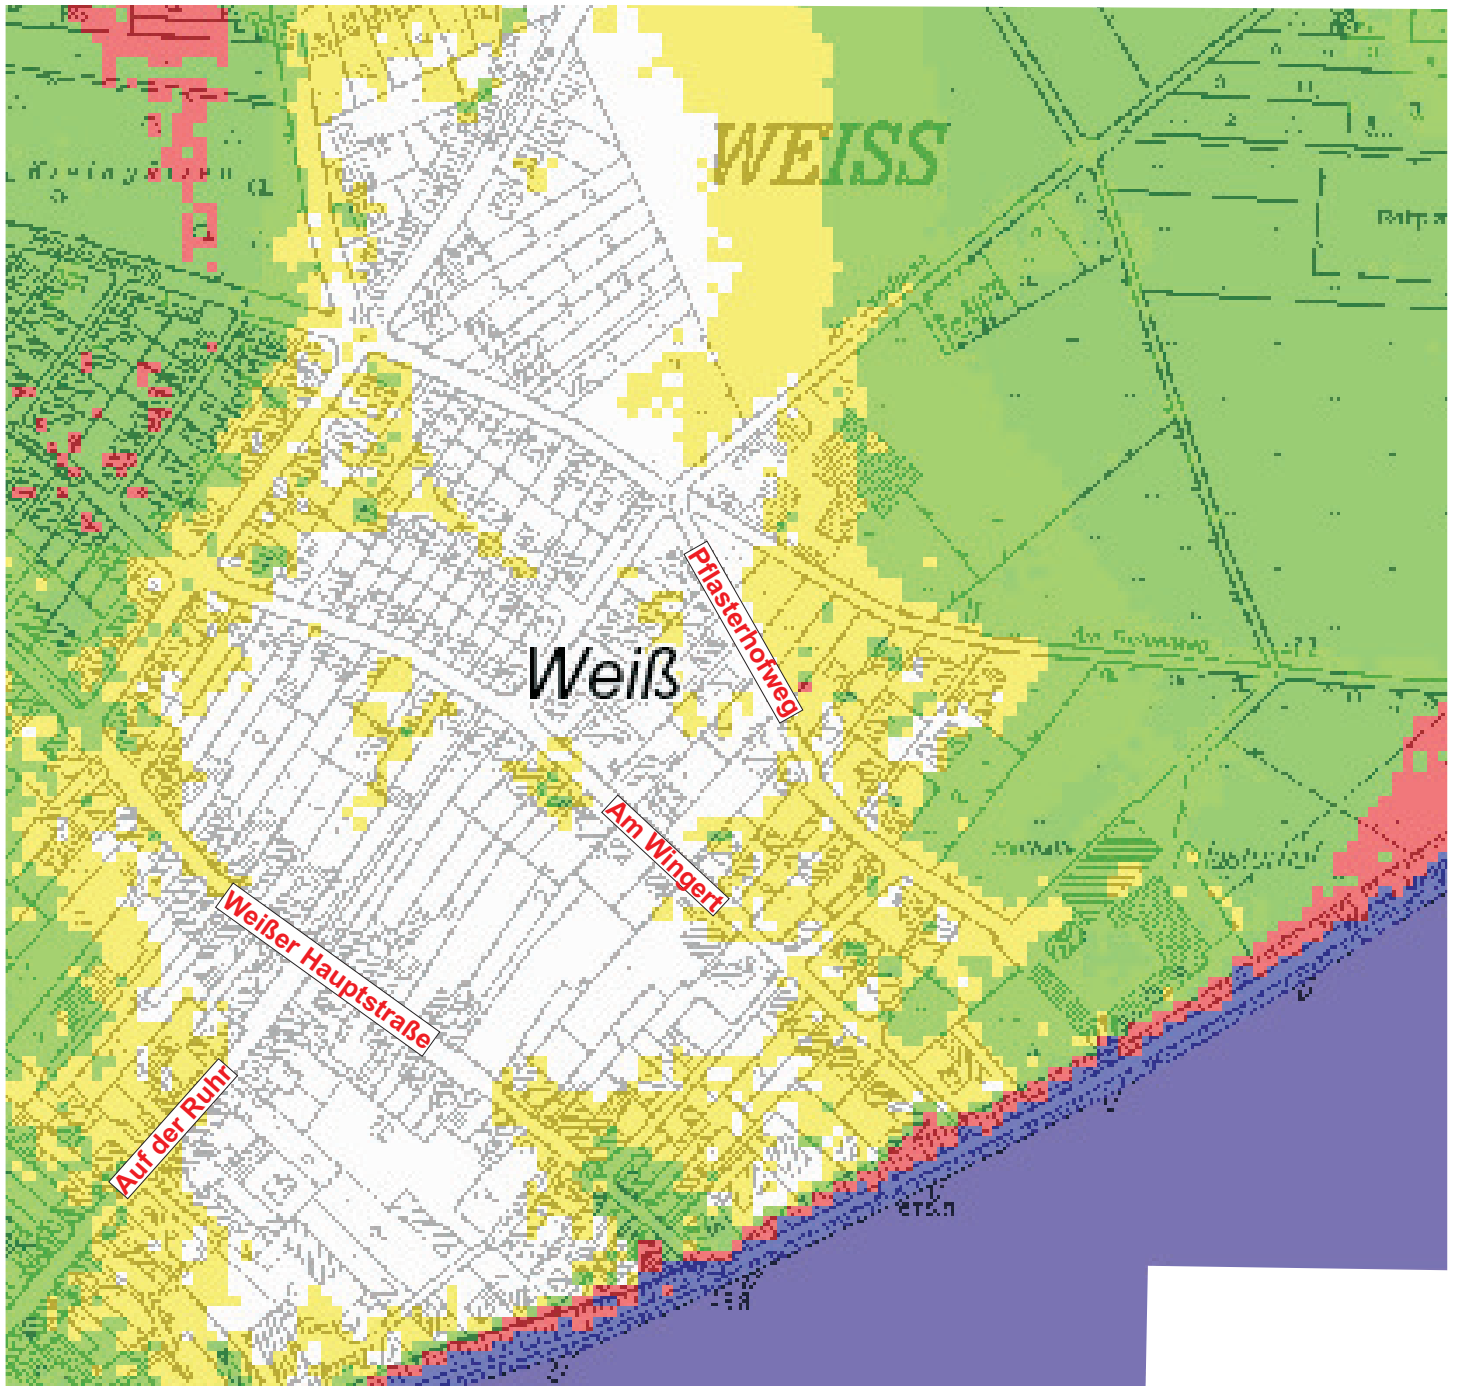 WEISS
Pflasterhofweg
Weiß
Am Wingert
Weißer Hauptstraße
Auf der Ruhr